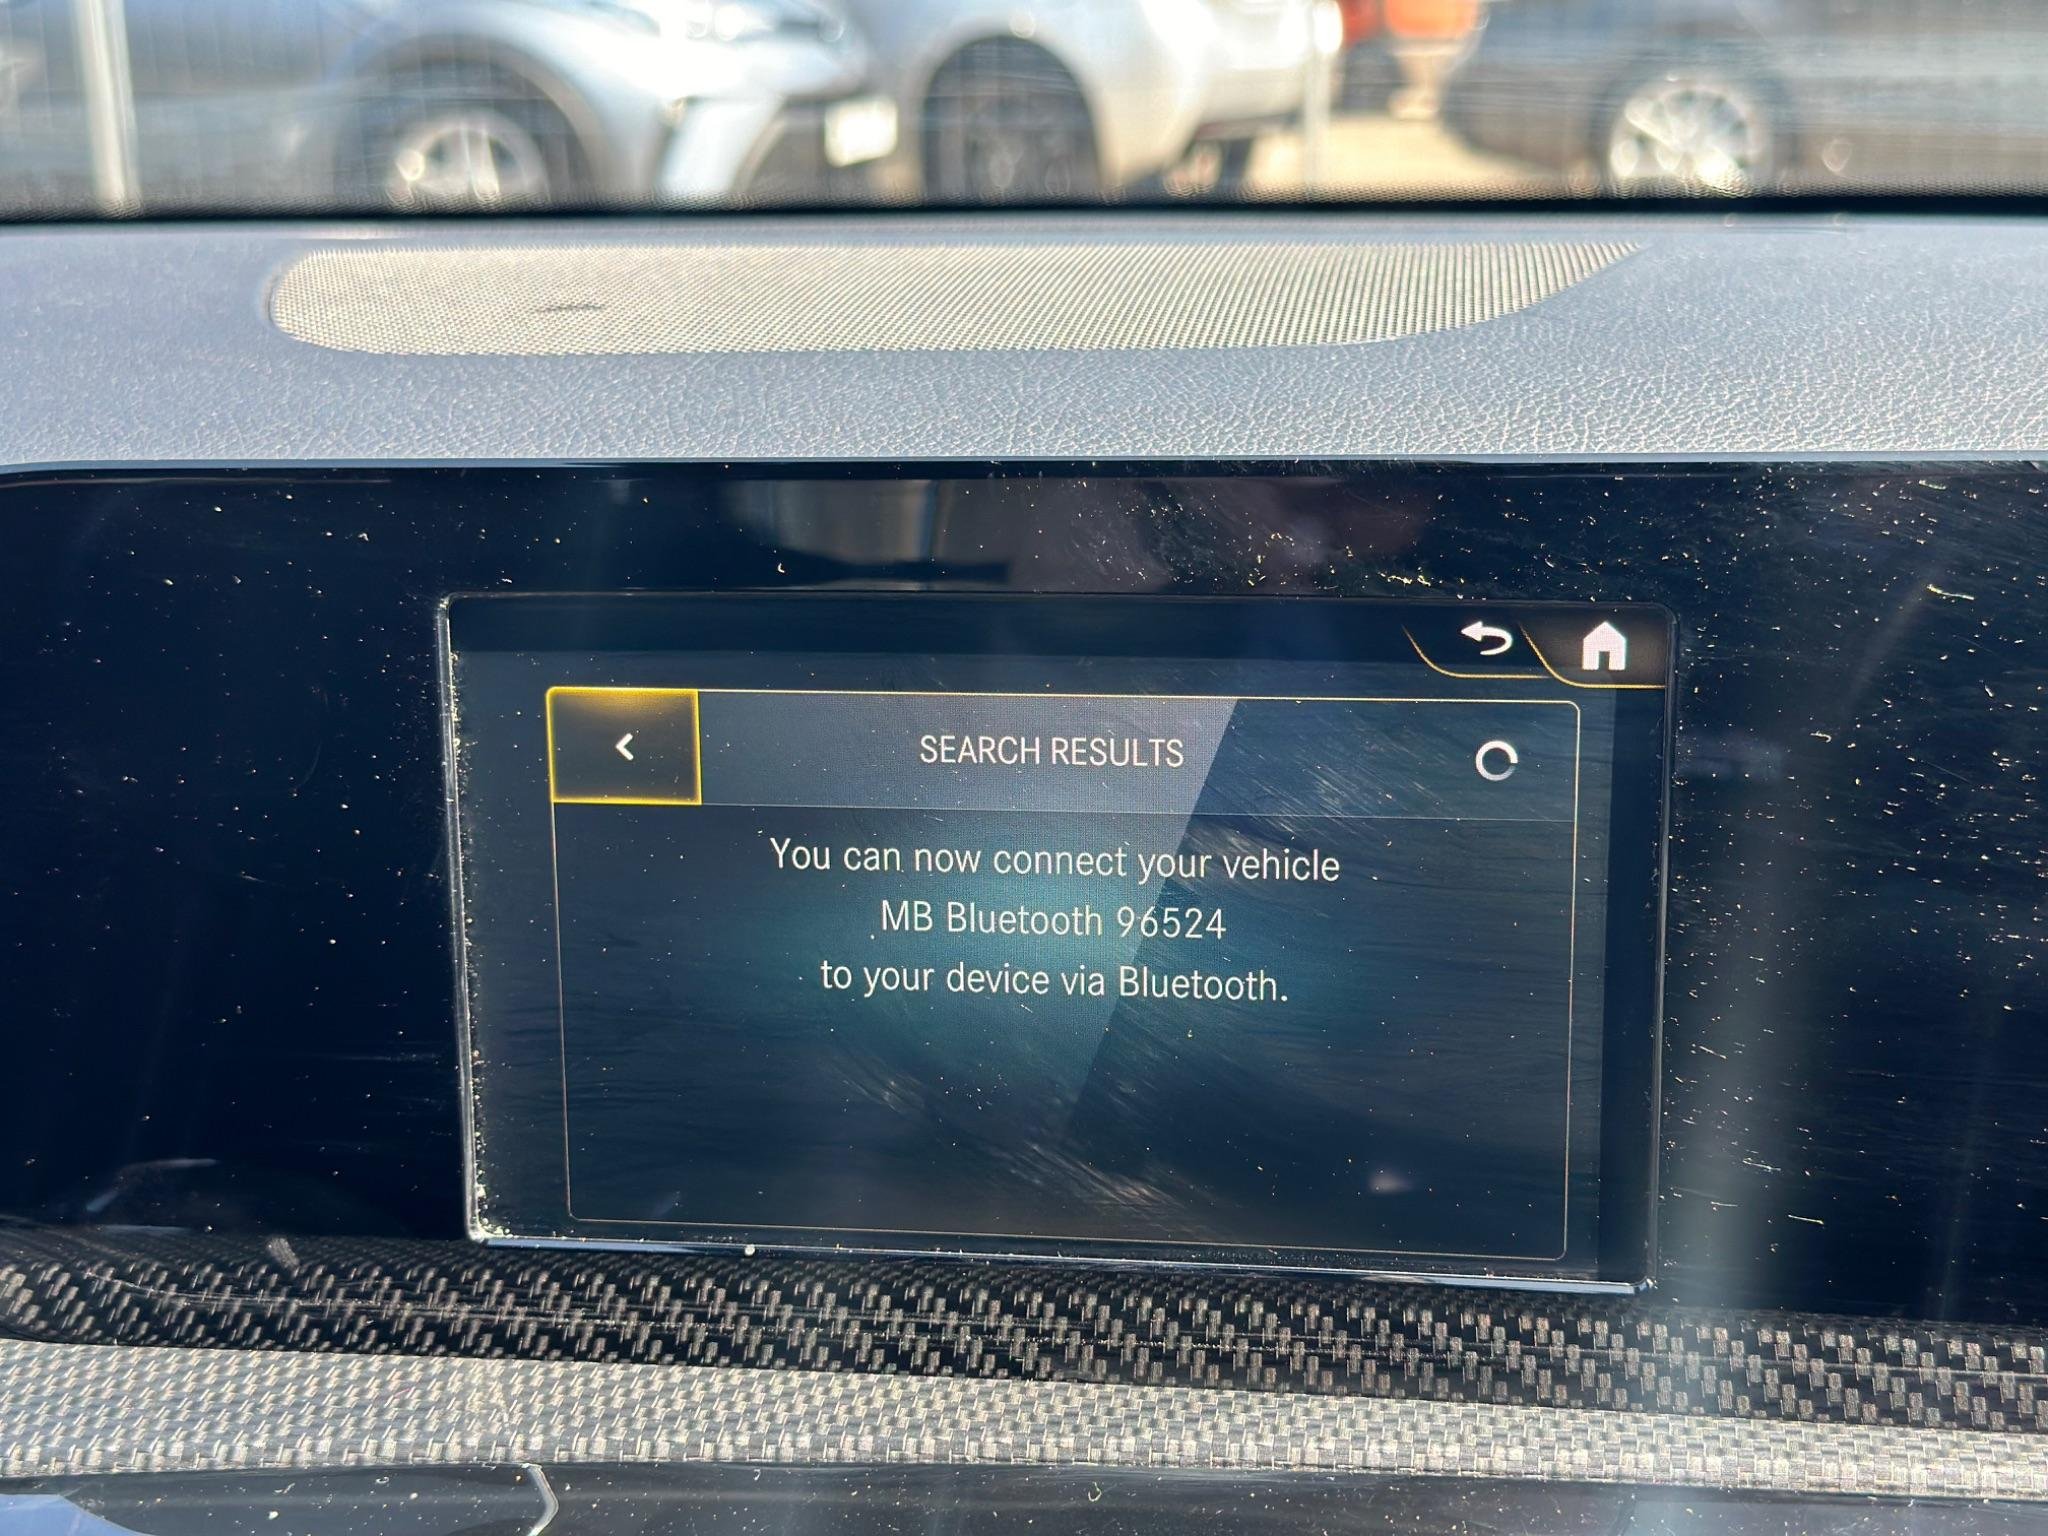 SEARCH RESULTS
You can now connect your vehicle
MB Bluetooth 96524
to your device via Bluetooth.